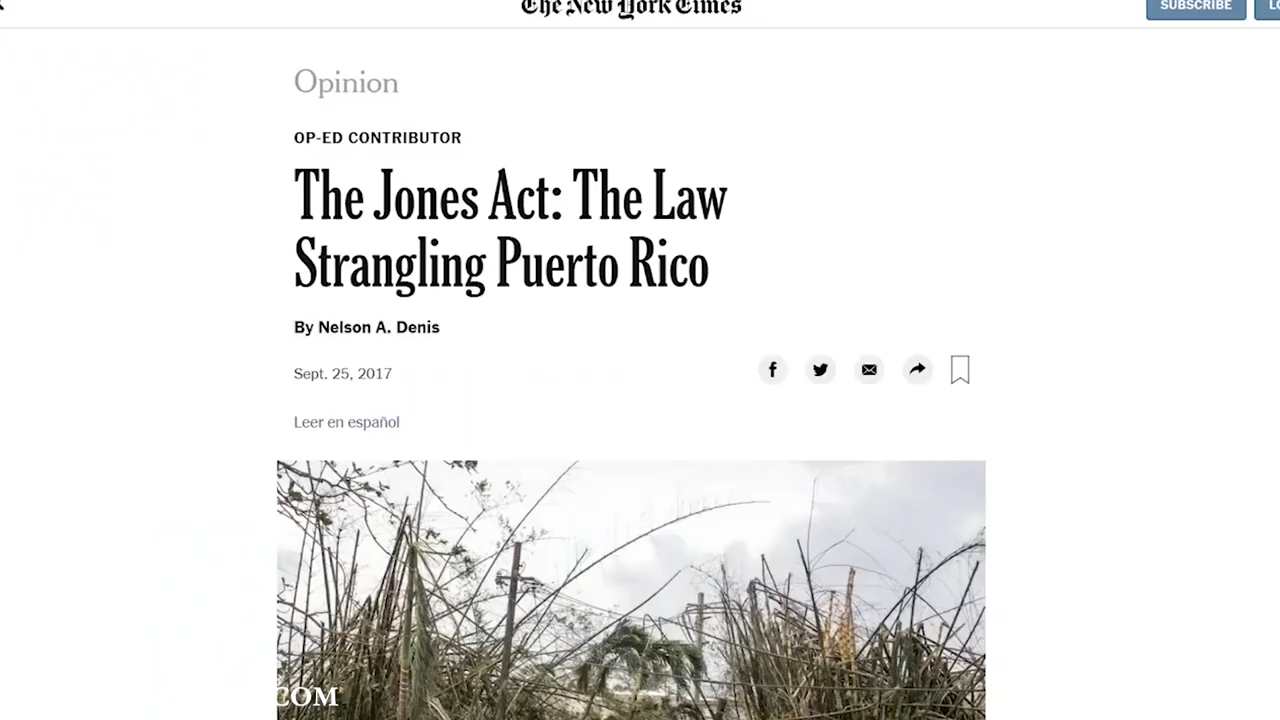 The New York Times
SUBSCRIBE
Opinion
OP-ED CONTRIBUTOR
The Jones Act: The Law
Strangling Puerto Rico
By Nelson A. Denis
Sept. 25, 2017
Leer en español
COM